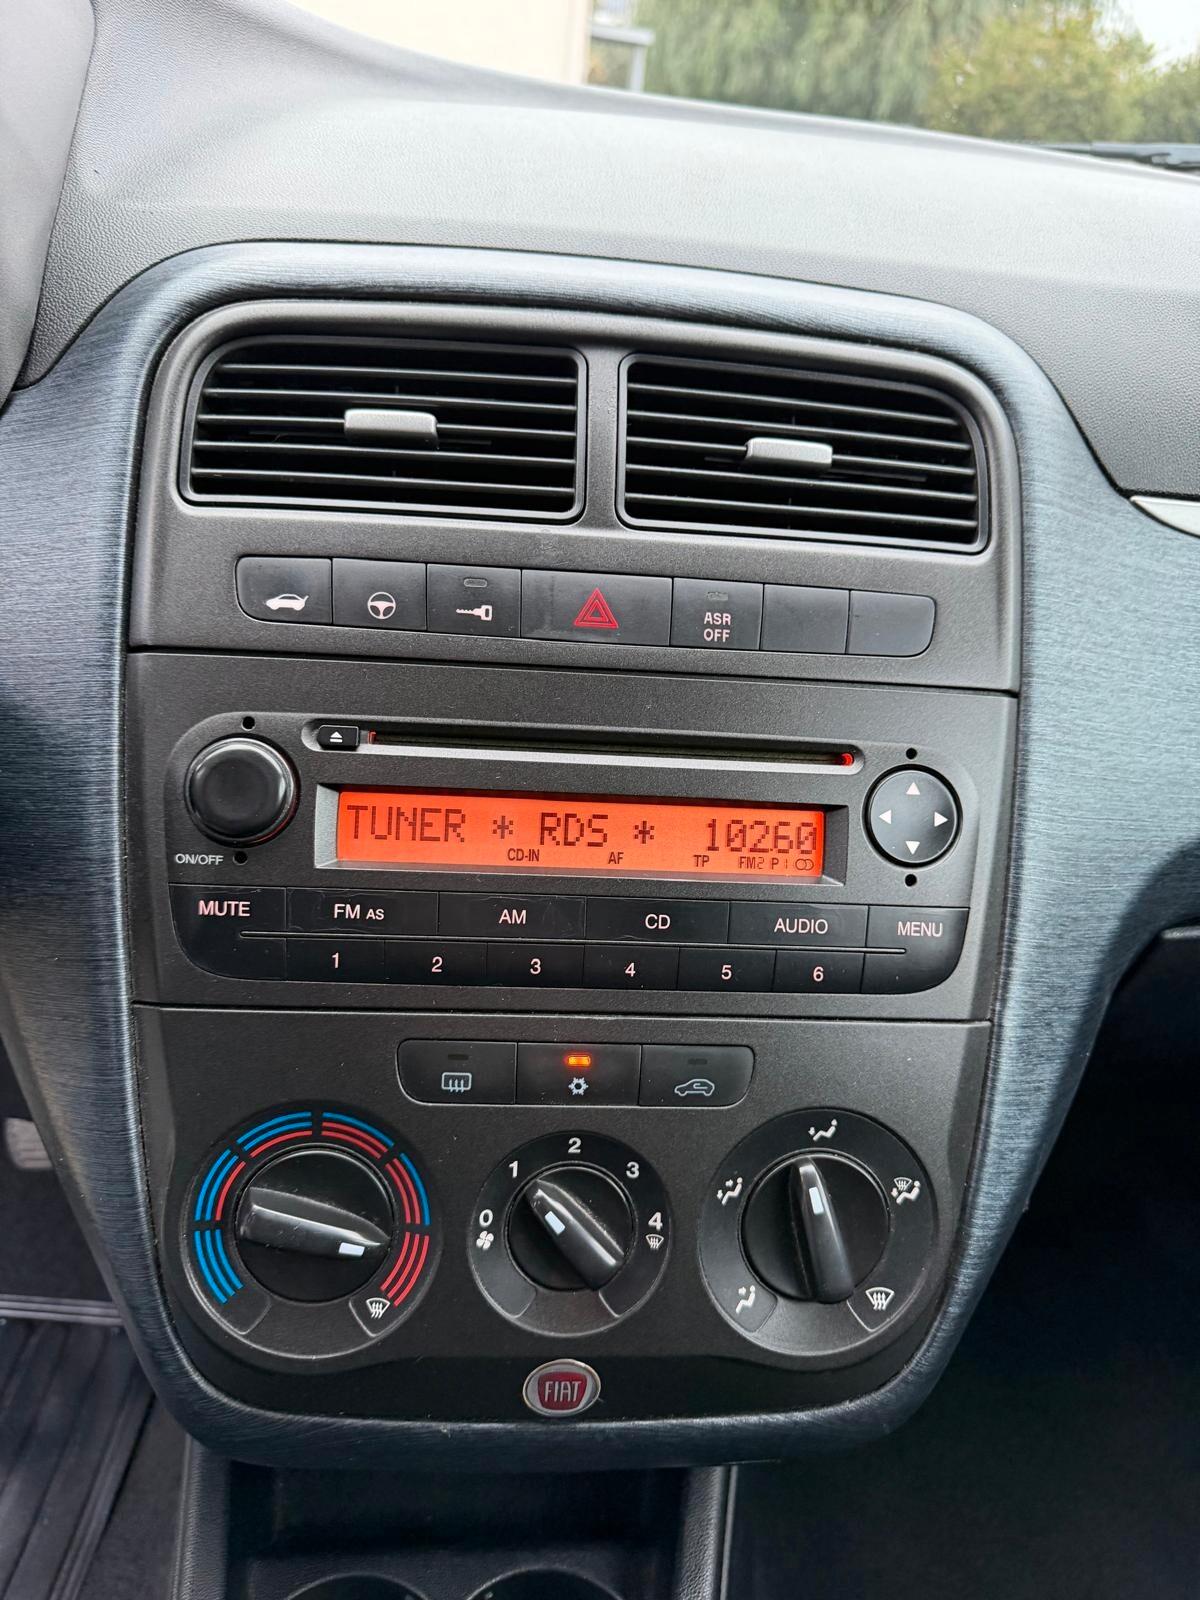 ASR
OFF
TUNER * RDS * 10260
CD-IN AF TP FM2 P1
ON/OFF
MUTE FM AS AM CD AUDIO MENU
1 2 3 4 5 6
0 1 2 3 4
FIAT